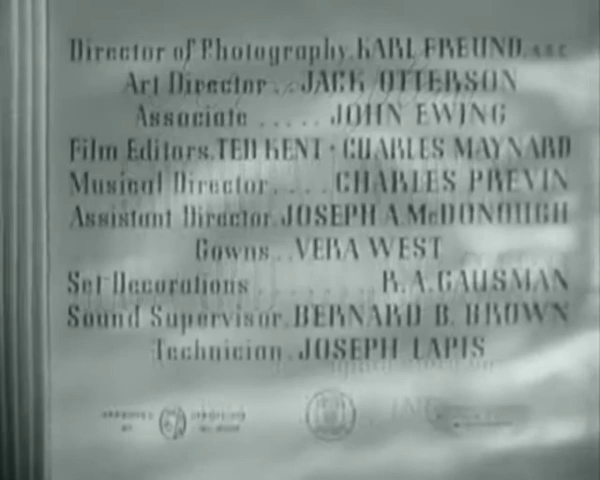 Director of Photography. KARL FREUND, A.S.C.
Art Director... JACK OTTERSON
Associate ..... JOHN EWING
Film Editors. TED KENT · CHARLES MAYNARD
Musical Director.... CHARLES PREVIN
Assistant Director. JOSEPH A. McDONOUGH
Gowns... VERA WEST
Set Decorations ........ R.A. GAUSMAN
Sound Supervisor. BERNARD B. BROWN
Technician. JOSEPH LAPIS